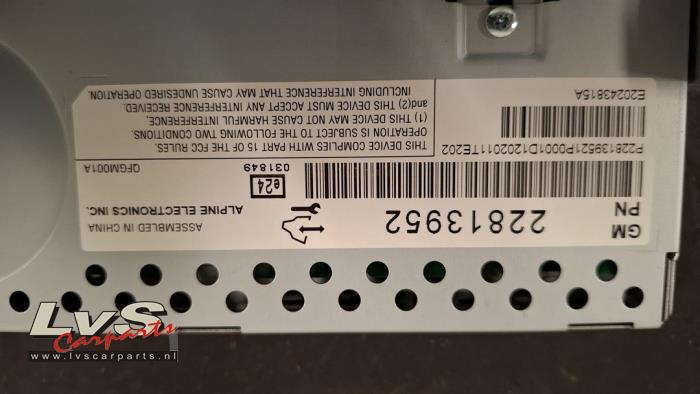 GM
PN
22813952
ASSEMBLED IN CHINA
ALPINE ELECTRONICS INC.
e24
031849
QFGM001A
THIS DEVICE COMPLIES WITH PART 15 OF THE FCC RULES.
OPERATION IS SUBJECT TO THE FOLLOWING TWO CONDITIONS.
(1) THIS DEVICE MAY NOT CAUSE HARMFUL INTERFERENCE.
and(2) THIS DEVICE MUST ACCEPT ANY INTERFERENCE RECEIVED.
INCLUDING INTERFERENCE THAT MAY CAUSE UNDESIRED OPERATION.
P228139521P0001D1202011TE202
E20243815A
LvS
Carparts
www.lvscarparts.nl